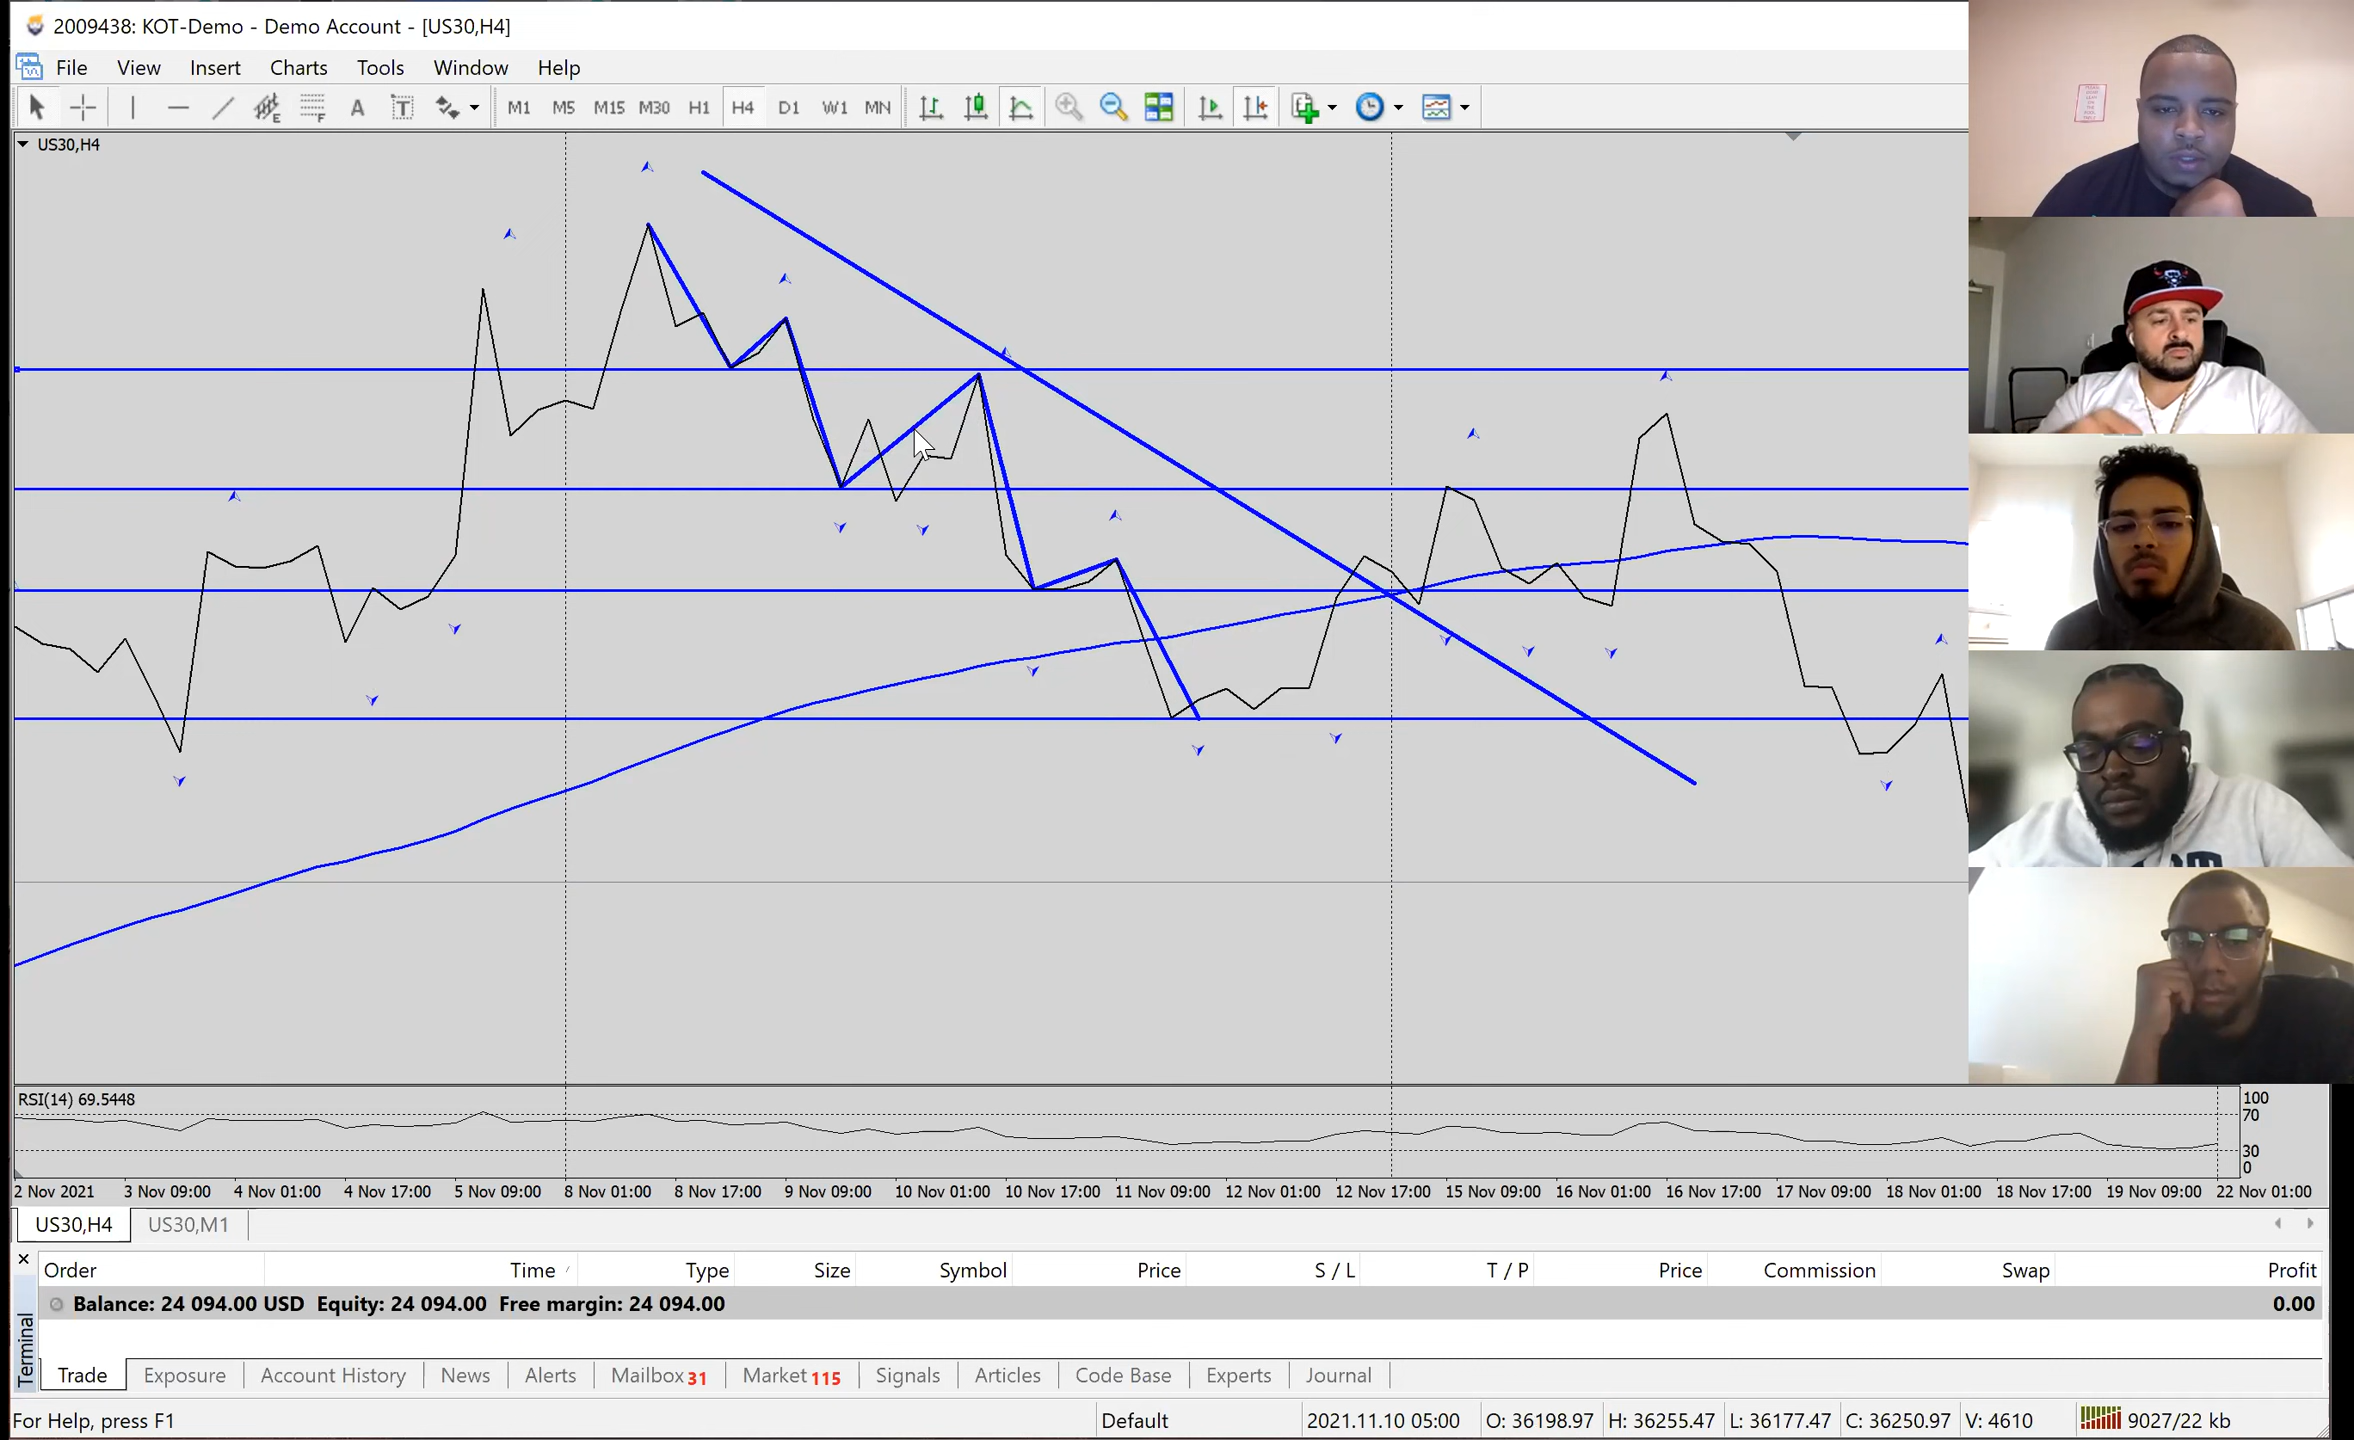 2009438: KOT-Demo - Demo Account - [US30,H4]
File View Insert Charts Tools Window Help
A T M1 M5 M15 M30 H1 H4 D1 W1 MN
US30,H4
RSI(14) 69.5448
100
70
30
0
2 Nov 2021 3 Nov 09:00 4 Nov 01:00 4 Nov 17:00 5 Nov 09:00 8 Nov 01:00 8 Nov 17:00 9 Nov 09:00 10 Nov 01:00 10 Nov 17:00 11 Nov 09:00 12 Nov 01:00 12 Nov 17:00 15 Nov 09:00 16 Nov 01:00 16 Nov 17:00 17 Nov 09:00 18 Nov 01:00 18 Nov 17:00 19 Nov 09:00 22 Nov 01:00
US30,H4 US30,M1
Order Time Type Size Symbol Price S / L T / P Price Commission Swap Profit
Balance: 24 094.00 USD Equity: 24 094.00 Free margin: 24 094.00 0.00
Terminal
Trade Exposure Account History News Alerts Mailbox 31 Market 115 Signals Articles Code Base Experts Journal
For Help, press F1 Default 2021.11.10 05:00 O: 36198.97 H: 36255.47 L: 36177.47 C: 36250.97 V: 4610 9027/22 kb